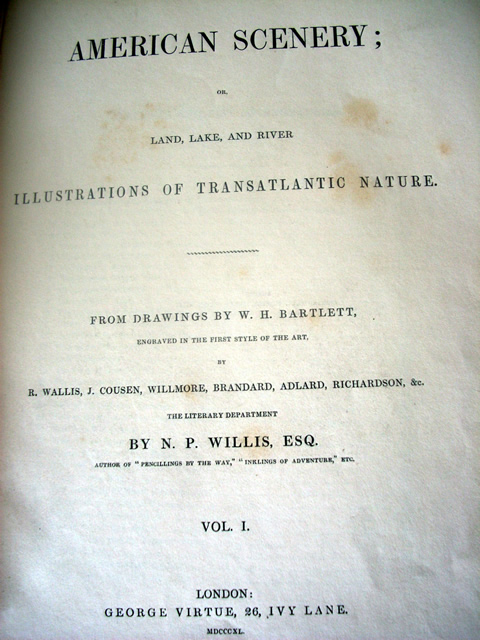 AMERICAN SCENERY;
OR,
LAND, LAKE, AND RIVER
ILLUSTRATIONS OF TRANSATLANTIC NATURE.
FROM DRAWINGS BY W. H. BARTLETT,
ENGRAVED IN THE FIRST STYLE OF THE ART,
BY
R. WALLIS, J. COUSEN, WILLMORE, BRANDARD, ADLARD, RICHARDSON, &c.
THE LITERARY DEPARTMENT
BY N. P. WILLIS, ESQ.
AUTHOR OF "PENCILLINGS BY THE WAY," "INKLINGS OF ADVENTURE," ETC.
VOL. I.
LONDON:
GEORGE VIRTUE, 26, IVY LANE.
MDCCCXL.